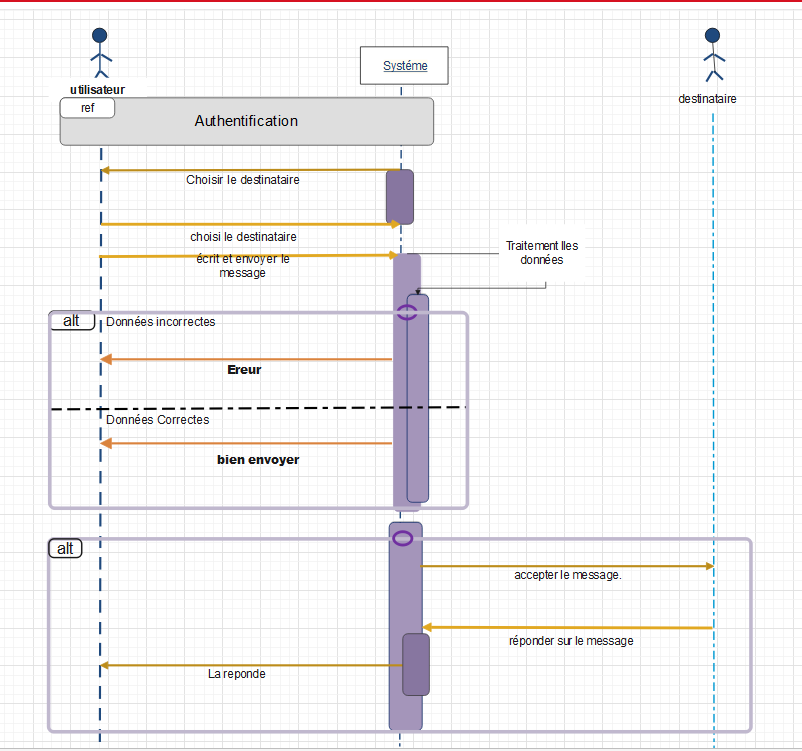 Systéme
utilisateur
destinataire
ref
Authentification
Choisir le destinataire
choisi le destinataire
écrit et envoyer le
message
Traitement lles
données
alt
Données incorrectes
Ereur
Données Correctes
bien envoyer
alt
accepter le message.
réponder sur le message
La reponde